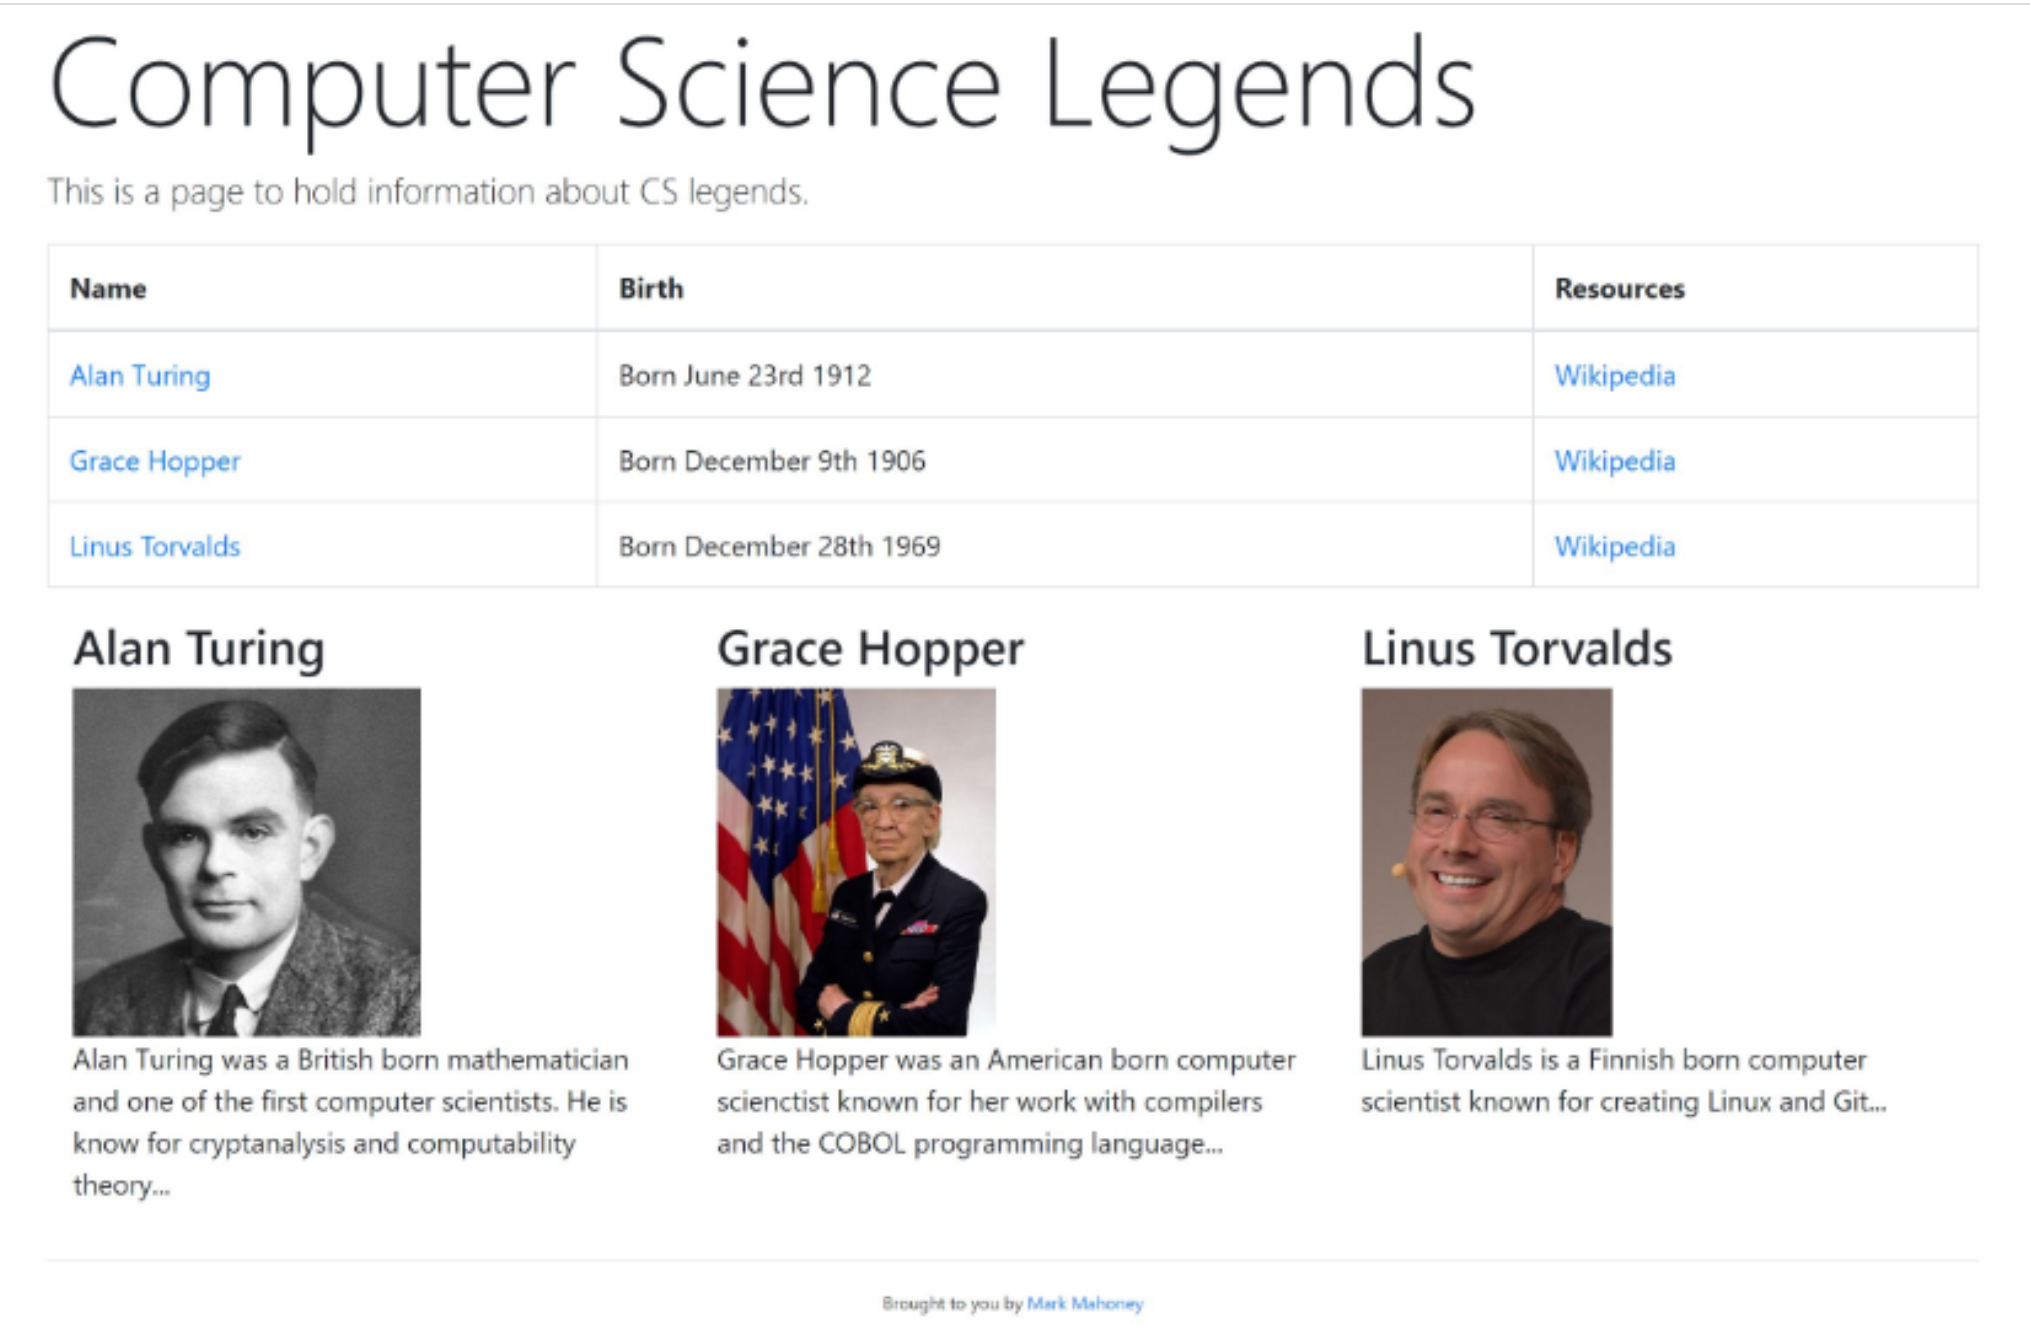 Computer Science Legends
This is a page to hold information about CS legends.
Name Birth Resources
Alan Turing Born June 23rd 1912 Wikipedia
Grace Hopper Born December 9th 1906 Wikipedia
Linus Torvalds Born December 28th 1969 Wikipedia
Alan Turing
Alan Turing was a British born mathematician
and one of the first computer scientists. He is
know for cryptanalysis and computability
theory...
Grace Hopper
Grace Hopper was an American born computer
scienctist known for her work with compilers
and the COBOL programming language...
Linus Torvalds
Linus Torvalds is a Finnish born computer
scientist known for creating Linux and Git...
Brought to you by Mark Mahoney